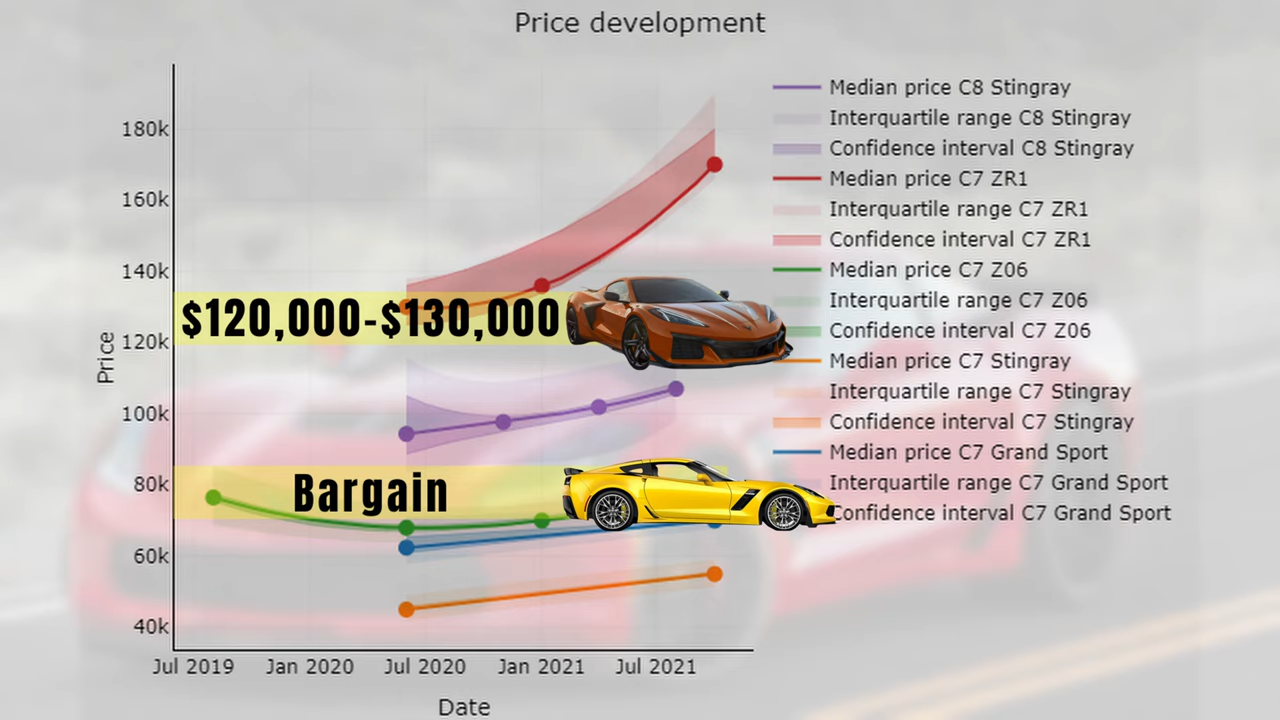 Price development
180k
160k
140k
120k
100k
80k
60k
40k
Price
$120,000-$130,000
Bargain
Jul 2019
Jan 2020
Jul 2020
Jan 2021
Jul 2021
Date
Median price C8 Stingray
Interquartile range C8 Stingray
Confidence interval C8 Stingray
Median price C7 ZR1
Interquartile range C7 ZR1
Confidence interval C7 ZR1
Median price C7 Z06
Interquartile range C7 Z06
Confidence interval C7 Z06
Median price C7 Stingray
Interquartile range C7 Stingray
Confidence interval C7 Stingray
Median price C7 Grand Sport
Interquartile range C7 Grand Sport
Confidence interval C7 Grand Sport